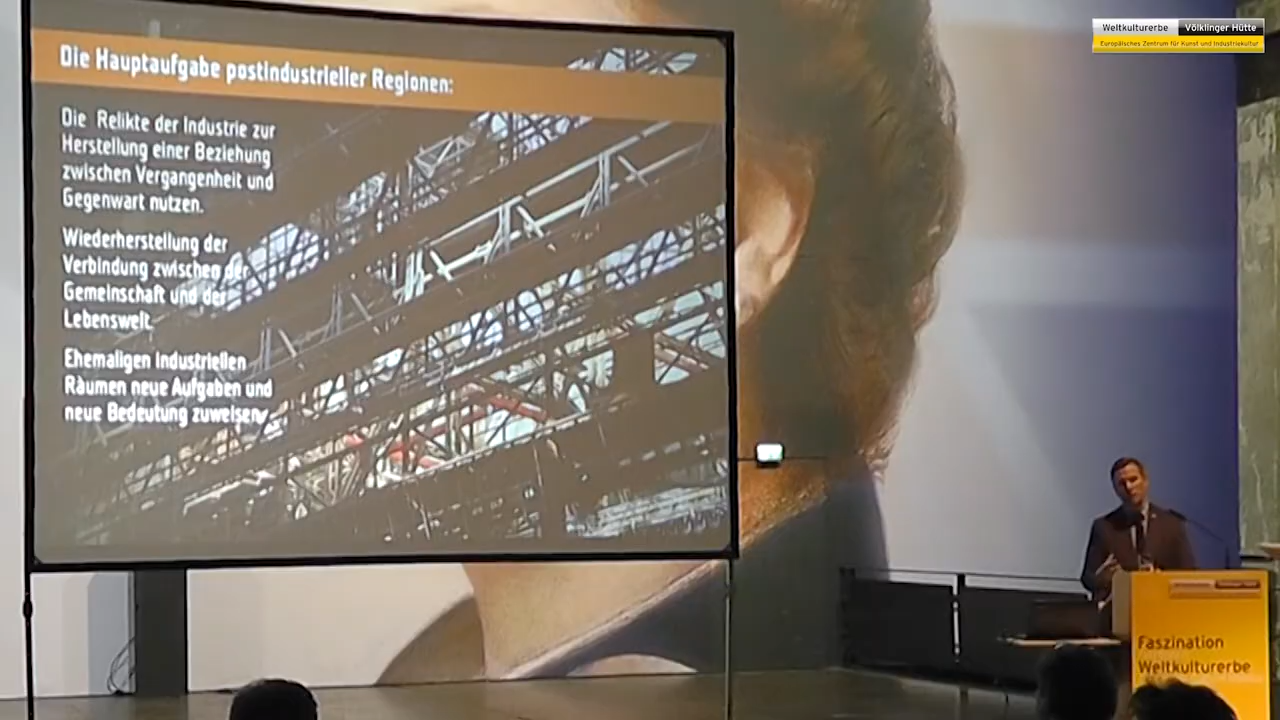 Weltkulturerbe Völklinger Hütte
Europäisches Zentrum für Kunst und Industriekultur
Die Hauptaufgabe postindustrieller Regionen:
Die Relikte der Industrie zur
Herstellung einer Beziehung
zwischen Vergangenheit und
Gegenwart nutzen.
Wiederherstellung der
Verbindung zwischen der
Gemeinschaft und der
Lebenswelt.
Ehemaligen industriellen
Räumen neue Aufgaben und
neue Bedeutung zuweisen.
Faszination
Weltkulturerbe